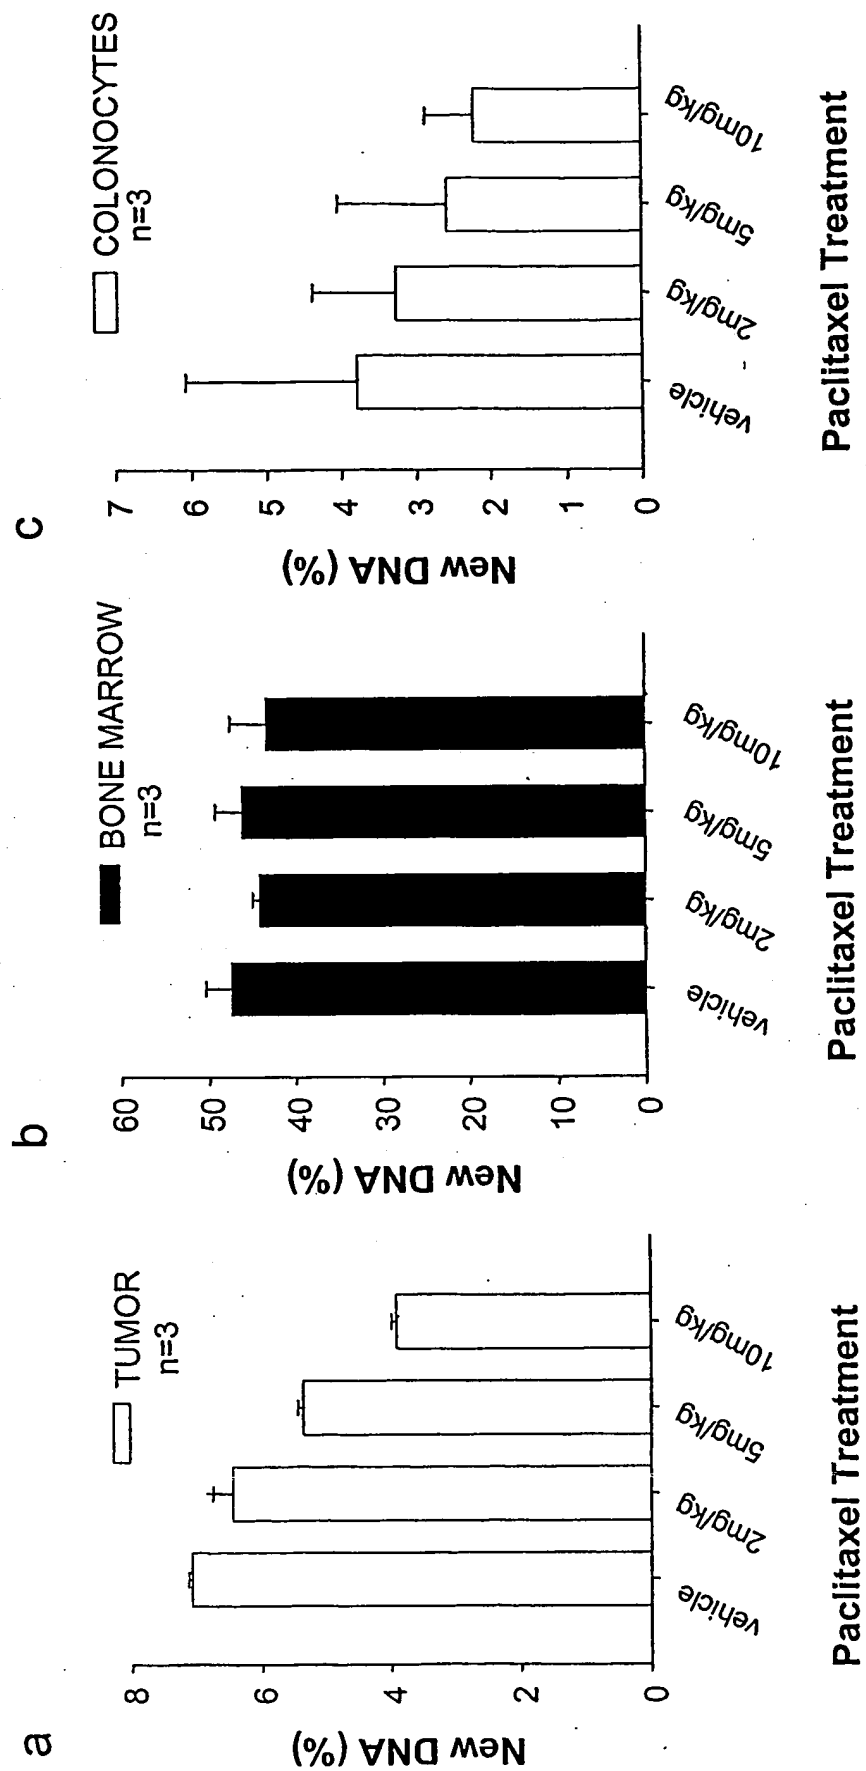 a
TUMOR
n=3
New DNA (%)
8
6
4
2
0
vehicle
2mg/kg
5mg/kg
10mg/kg
Paclitaxel Treatment
b
BONE MARROW
n=3
New DNA (%)
60
50
40
30
20
10
0
vehicle
2mg/kg
5mg/kg
10mg/kg
Paclitaxel Treatment
c
COLONOCYTES
n=3
New DNA (%)
7
6
5
4
3
2
1
0
vehicle
2mg/kg
5mg/kg
10mg/kg
Paclitaxel Treatment